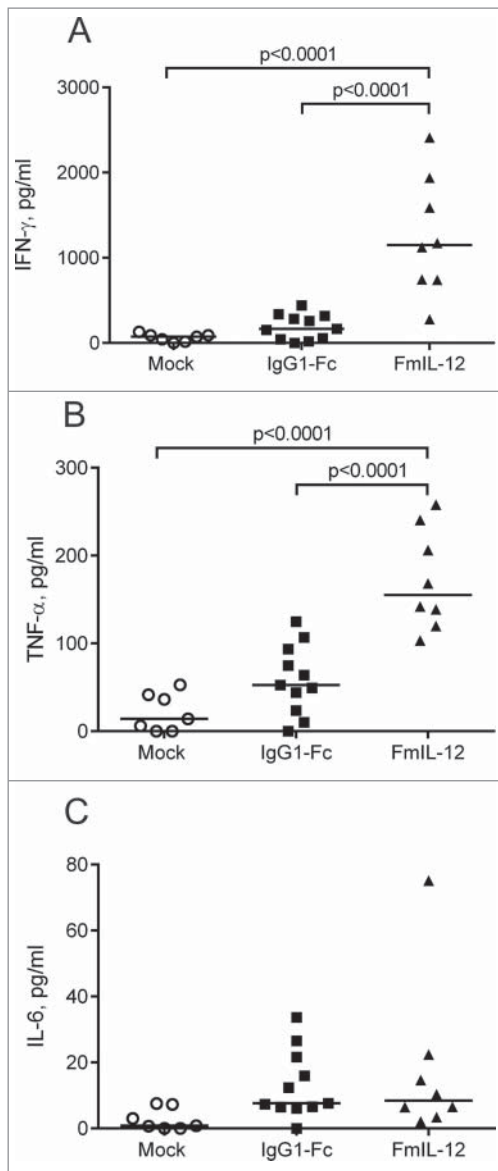 A
p<0.0001
p<0.0001
3000
2000
1000
0
IFN-γ, pg/ml
Mock IgG1-Fc FmIL-12
B
p<0.0001
p<0.0001
300
200
100
0
TNF-α, pg/ml
Mock IgG1-Fc FmIL-12
C
80
60
40
20
0
IL-6, pg/ml
Mock IgG1-Fc FmIL-12